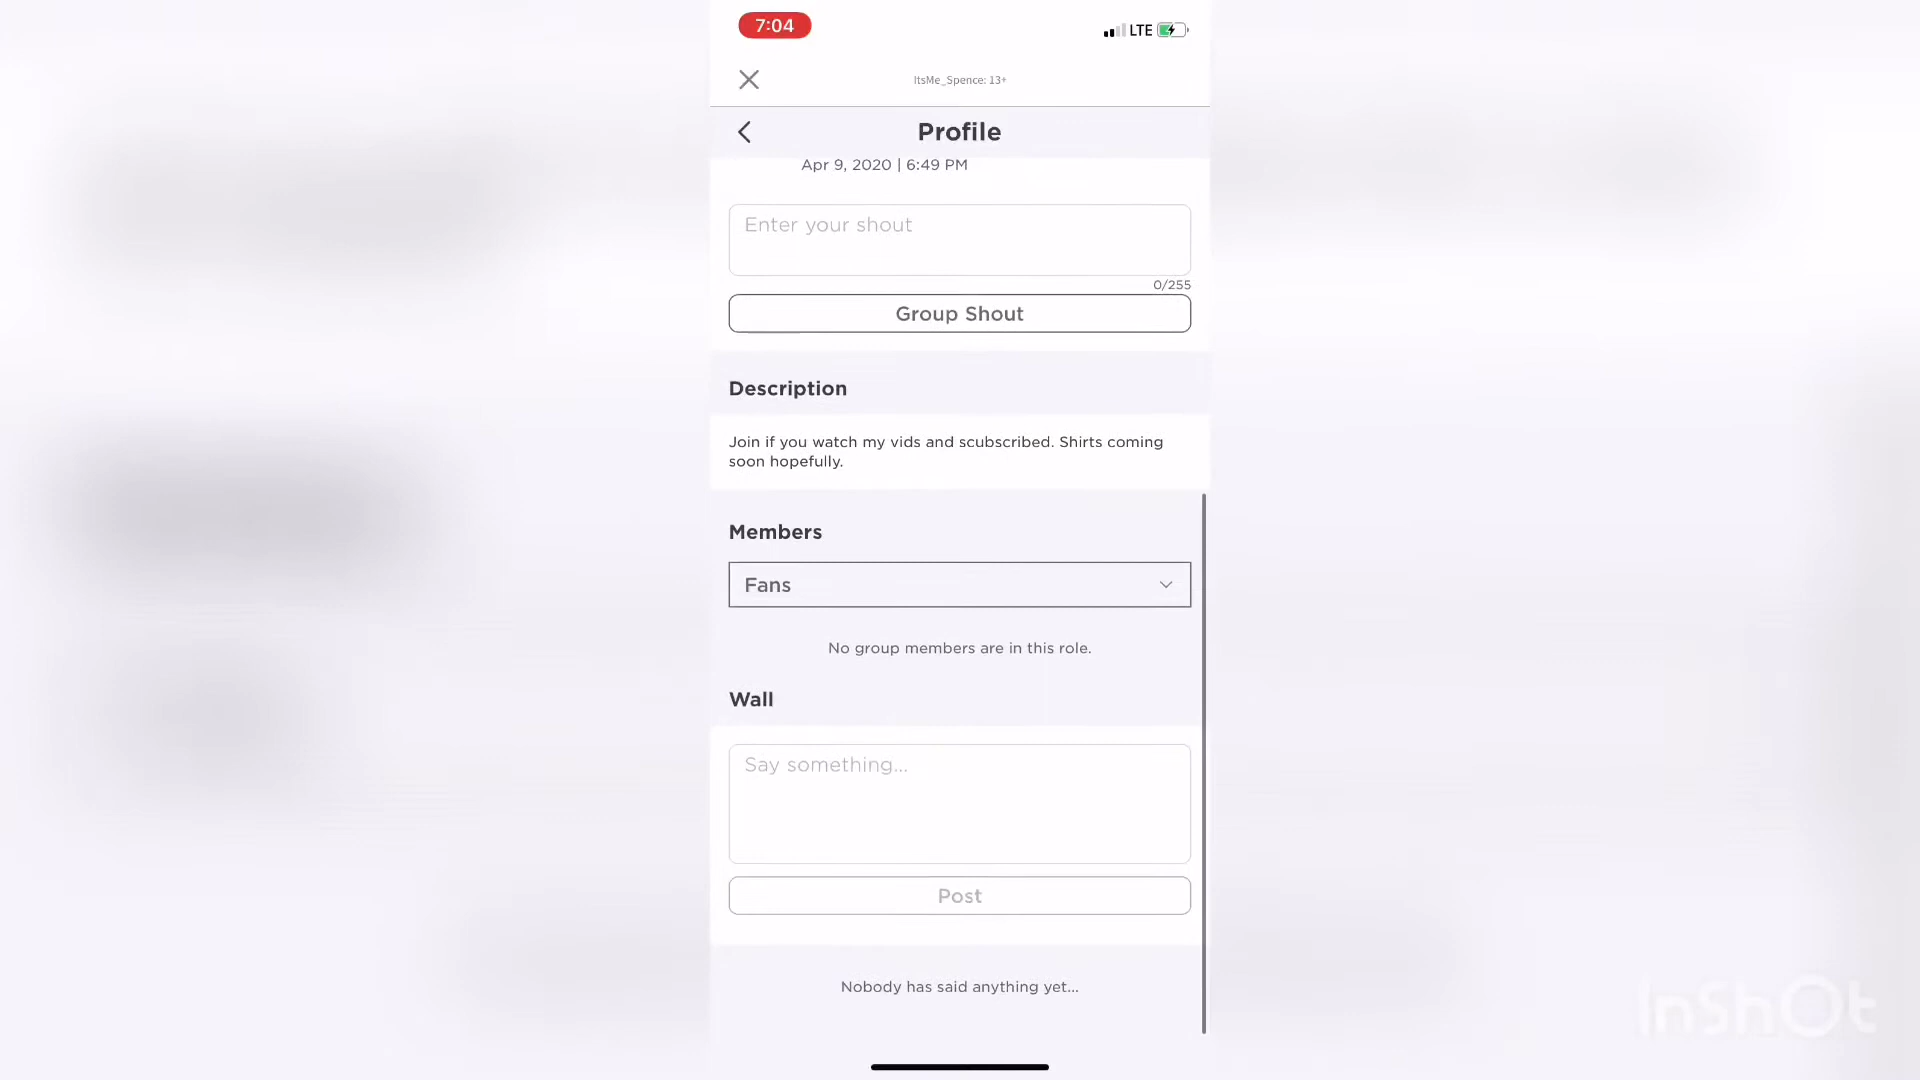 7:04
LTE
ItsMe_Spence: 13+
Profile
Apr 9, 2020 | 6:49 PM
Enter your shout
0/255
Group Shout
Description
Join if you watch my vids and scubscribed. Shirts coming
soon hopefully.
Members
Fans
No group members are in this role.
Wall
Say something...
Post
Nobody has said anything yet...
InShOt